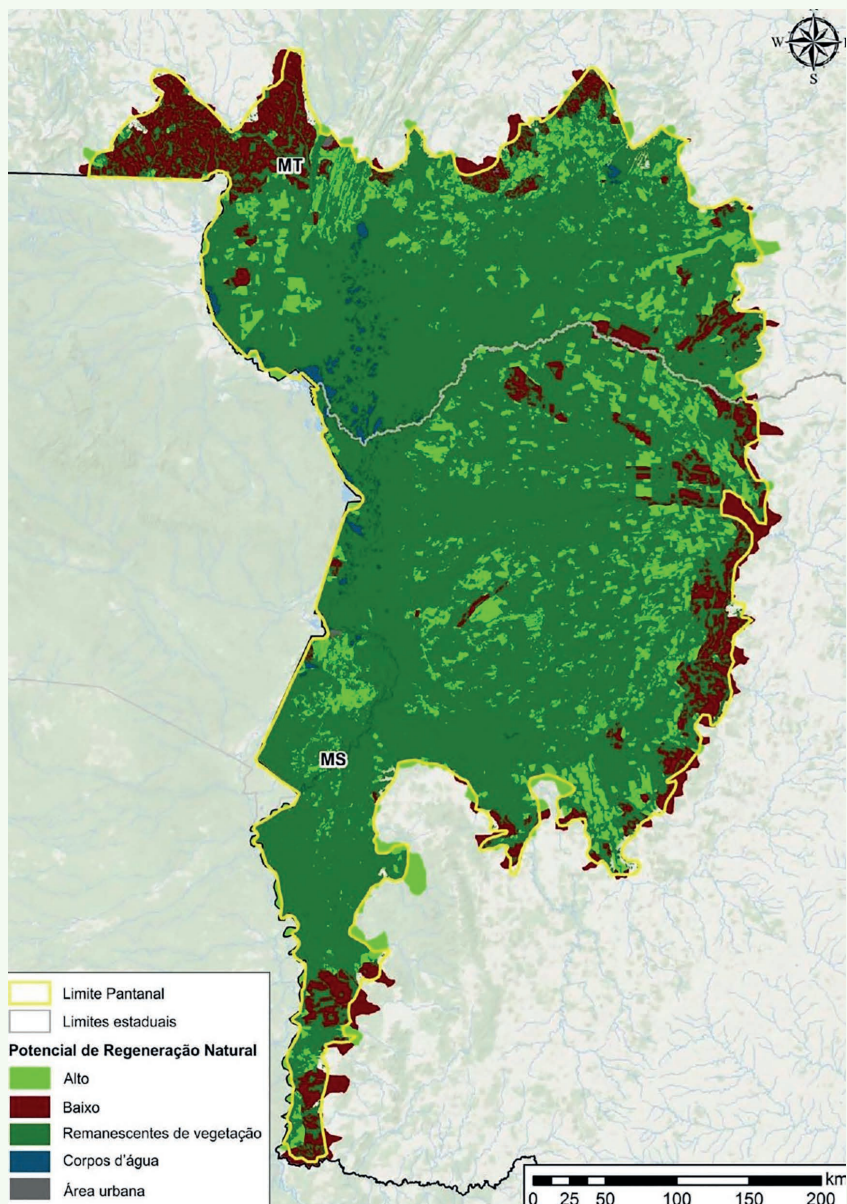 W
S
MT
MS
Limite Pantanal
Limites estaduais
Potencial de Regeneração Natural
Alto
Baixo
Remanescentes de vegetação
Corpos d'água
Área urbana
km
0 25 50 100 150 200